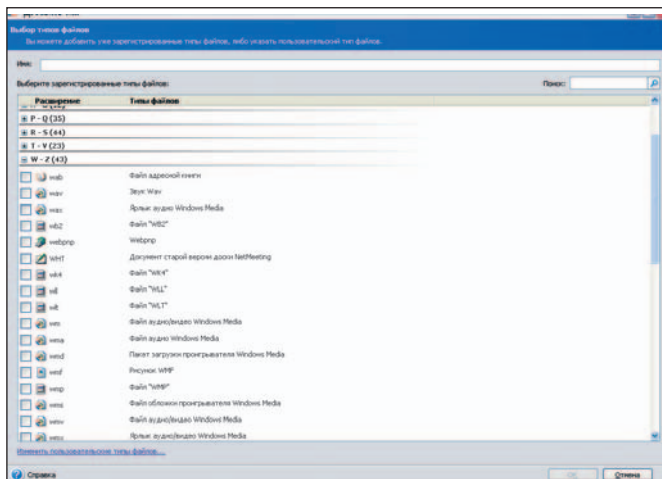 Выбор типов файлов
Вы можете добавить уже зарегистрированные типы файлов, либо указать пользовательский тип файлов.
Имя:
Выберите зарегистрированные типы файлов:
Поиск:
Расширение Типы файлов
P - Q (35)
R - S (44)
T - V (23)
W - Z (43)
wab Файл адресной книги
wav Звук Wav
wax Ярлык аудио Windows Media
wb2 Файл "WB2"
webpnp Webpnp
WHT Документ старой версии доски NetMeeting
wk4 Файл "WK4"
wll Файл "WLL"
wlt Файл "WLT"
wm Файл аудио/видео Windows Media
wma Файл аудио Windows Media
wmd Пакет загрузки проигрывателя Windows Media
wmf Рисунок WMF
wmp Файл "WMP"
wms Файл обложки проигрывателя Windows Media
wmv Файл аудио/видео Windows Media
wmx Ярлык аудио/видео Windows Media
Изменить пользовательские типы файлов...
Справка
OK
Отмена